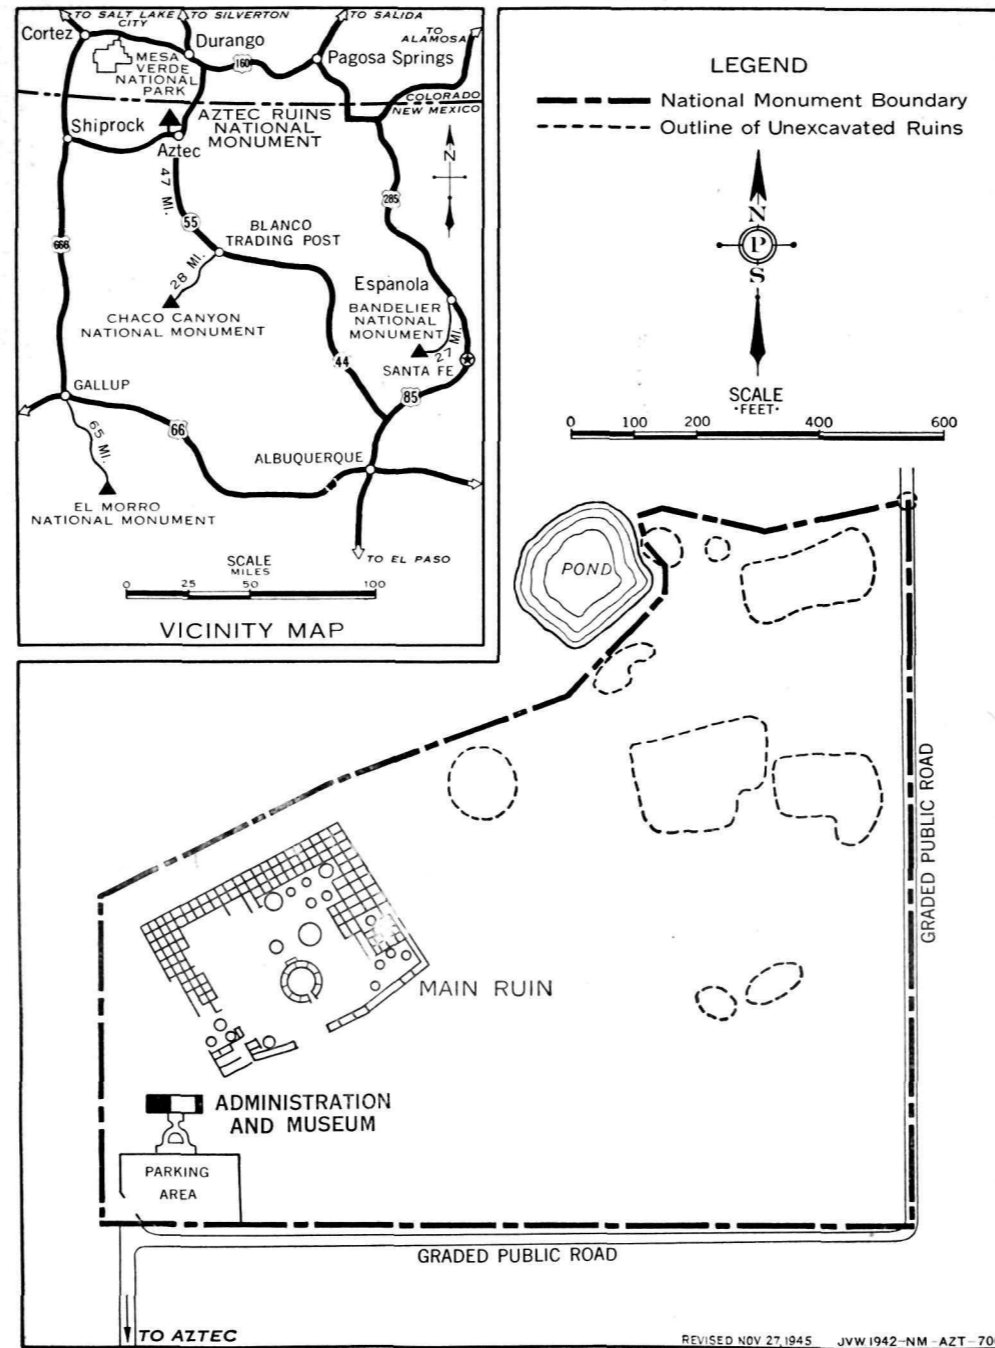 TO SALT LAKE
CITY
TO SILVERTON
TO SALIDA
TO
ALAMOSA
Cortez
Durango
Pagosa Springs
160
MESA
VERDE
NATIONAL
PARK
COLORADO
NEW MEXICO
Shiprock
AZTEC RUINS
NATIONAL
MONUMENT
Aztec
N
47 MI.
55
285
666
BLANCO
TRADING POST
28 MI.
Espanola
CHACO CANYON
NATIONAL MONUMENT
BANDELIER
NATIONAL
MONUMENT
27 MI.
SANTA FE
44
85
GALLUP
66
65 MI.
ALBUQUERQUE
EL MORRO
NATIONAL MONUMENT
TO EL PASO
SCALE
MILES
0 25 50 100
VICINITY MAP
LEGEND
National Monument Boundary
Outline of Unexcavated Ruins
N
P
S
SCALE
•FEET•
0 100 200 400 600
POND
GRADED PUBLIC ROAD
MAIN RUIN
ADMINISTRATION
AND MUSEUM
PARKING
AREA
GRADED PUBLIC ROAD
TO AZTEC
REVISED NOV 27, 1945 JVW.1942-NM-AZT-700